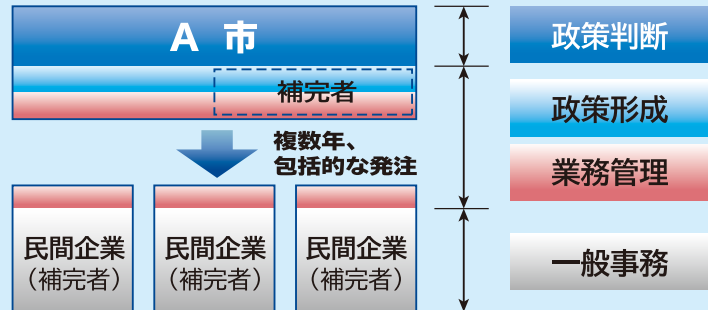 A 市
補完者
複数年、
包括的な発注
民間企業
（補完者）
民間企業
（補完者）
民間企業
（補完者）
政策判断
政策形成
業務管理
一般事務